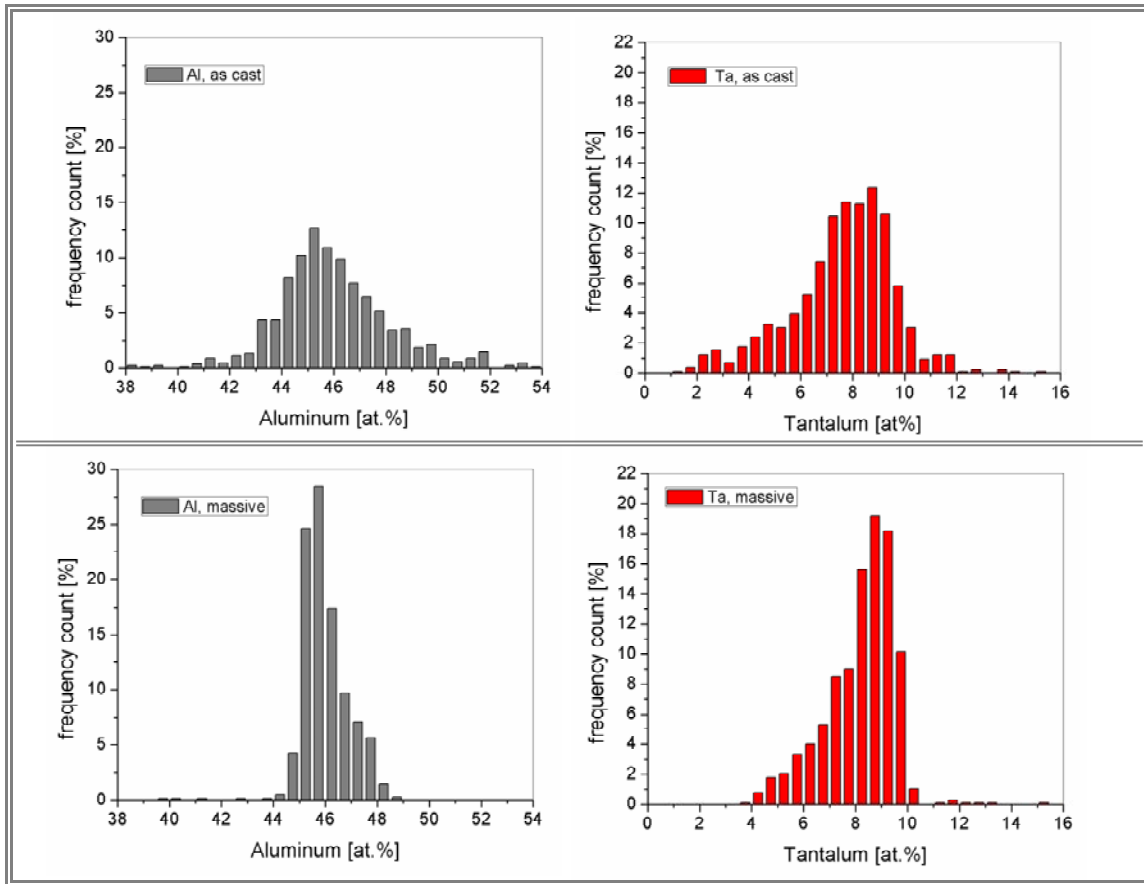 Al, as cast
frequency count [%]
30
25
20
15
10
5
0
38 40 42 44 46 48 50 52 54
Aluminum [at.%]
Ta, as cast
frequency count [%]
22
20
18
16
14
12
10
8
6
4
2
0
0 2 4 6 8 10 12 14 16
Tantalum [at%]
Al, massive
frequency count [%]
30
25
20
15
10
5
0
38 40 42 44 46 48 50 52 54
Aluminum [at.%]
Ta, massive
frequency count [%]
22
20
18
16
14
12
10
8
6
4
2
0
0 2 4 6 8 10 12 14 16
Tantalum [at.%]